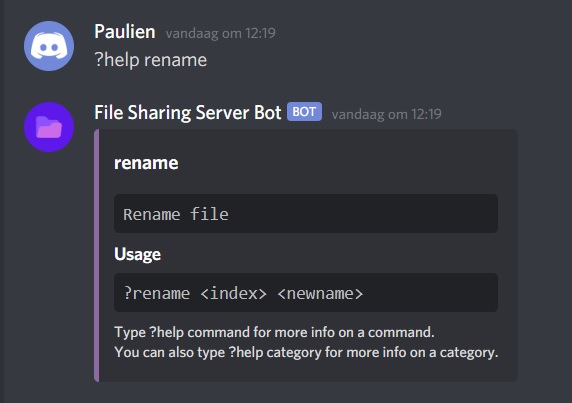 Paulien vandaag om 12:19
?help rename
File Sharing Server Bot BOT vandaag om 12:19
rename
Rename file
Usage
?rename <index> <newname>
Type ?help command for more info on a command.
You can also type ?help category for more info on a category.